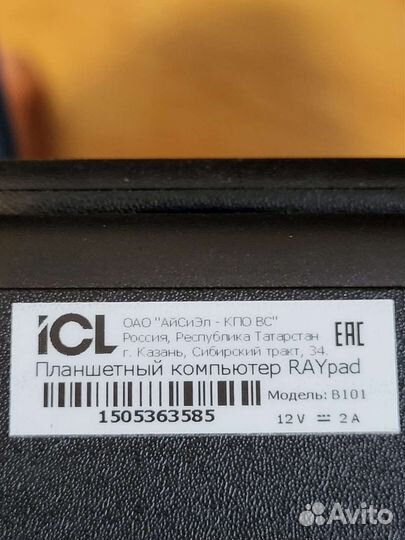 ICL
ОАО "АйСиЭл - КПО ВС"
Россия, Республика Татарстан
г. Казань, Сибирский тракт, 34.
EAC
Планшетный компьютер RAYpad
Модель: B101
1505363585
12V ⎓ 2A
Avito